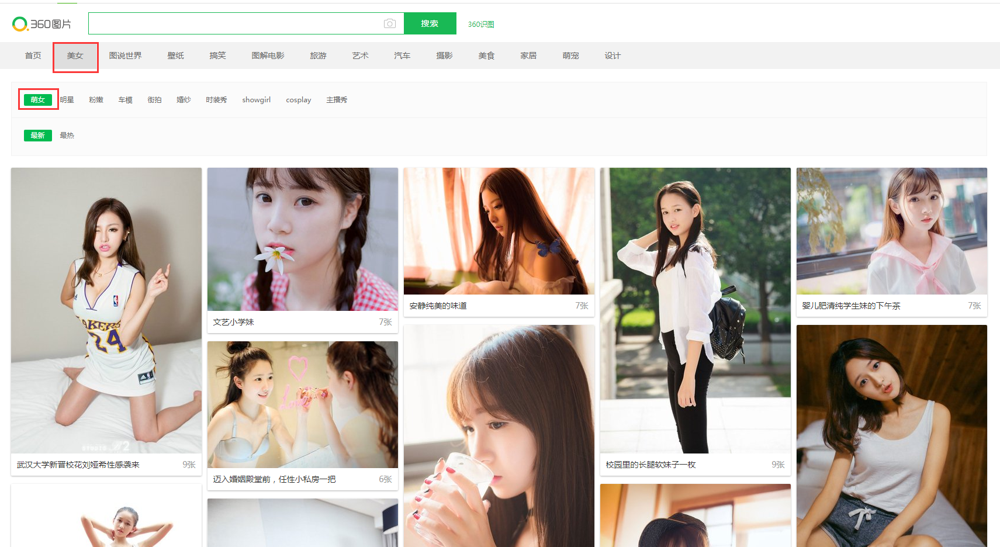 360图片
搜索
360识图
首页 美女 图说世界 壁纸 搞笑 图解电影 旅游 艺术 汽车 摄影 美食 家居 萌宠 设计
萌女 明星 粉嫩 车模 街拍 婚纱 时装秀 showgirl cosplay 主播秀
最新 最热
AKERS
24
adidas
Love
STUDIO
武汉大学新晋校花刘娅希性感袭来 9张
文艺小学妹 7张
迈入婚姻殿堂前，任性小私房一把 6张
安静纯美的味道 7张
校园里的长腿软妹子一枚 9张
婴儿肥清纯学生妹的下午茶 7张